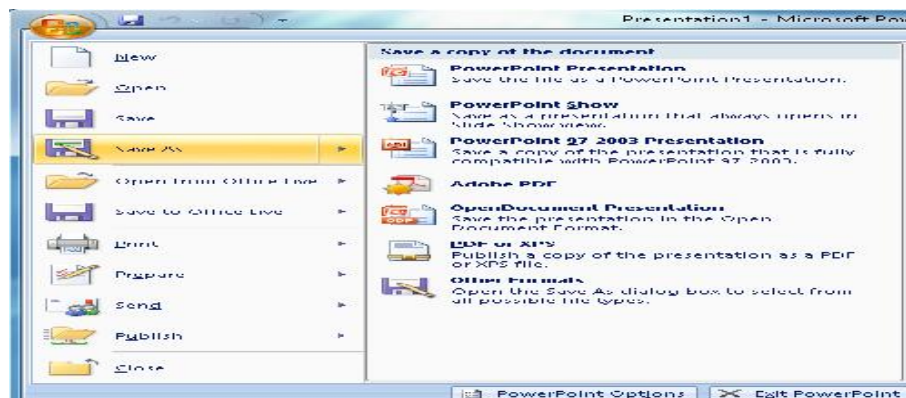 Presentation1 - Microsoft Pow
New
Open
Save
Save As
Open from Office Live
Save to Office Live
Print
Prepare
Send
Publish
Close
Save a copy of the document
PowerPoint Presentation
Save the file as a PowerPoint Presentation.
PowerPoint Show
Save as a presentation that always opens in
Slide Show view.
PowerPoint 97-2003 Presentation
Save a copy of the presentation that is fully
compatible with PowerPoint 97-2003.
Adobe PDF
OpenDocument Presentation
Save the presentation in the Open
Document Format.
PDF or XPS
Publish a copy of the presentation as a PDF
or XPS file.
Other Formats
Open the Save As dialog box to select from
all possible file types.
PowerPoint Options
Exit PowerPoint